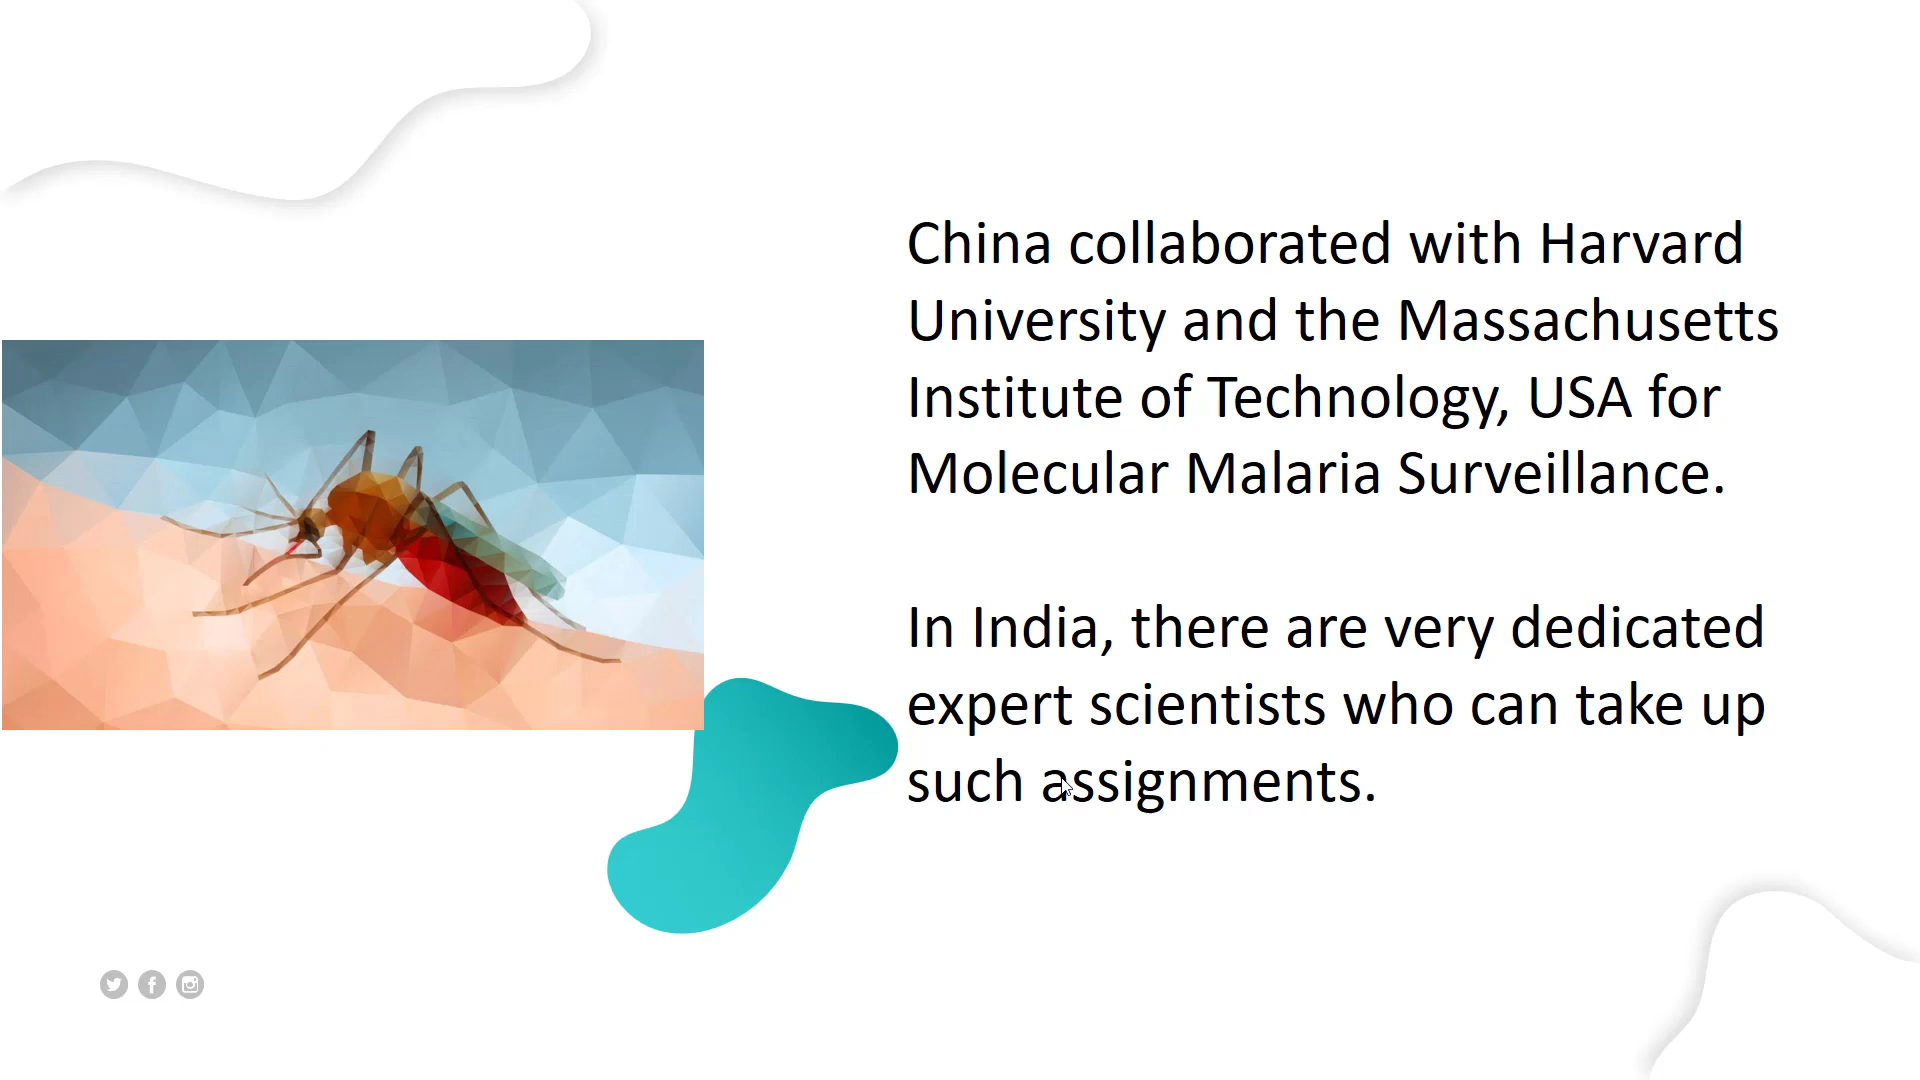 China collaborated with Harvard
University and the Massachusetts
Institute of Technology, USA for
Molecular Malaria Surveillance.
In India, there are very dedicated
expert scientists who can take up
such assignments.